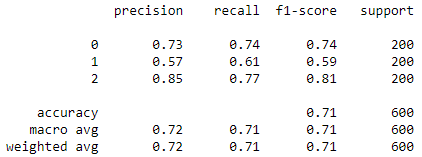 precision recall f1-score support
0 0.73 0.74 0.74 200
1 0.57 0.61 0.59 200
2 0.85 0.77 0.81 200
accuracy 0.71 600
macro avg 0.72 0.71 0.71 600
weighted avg 0.72 0.71 0.71 600